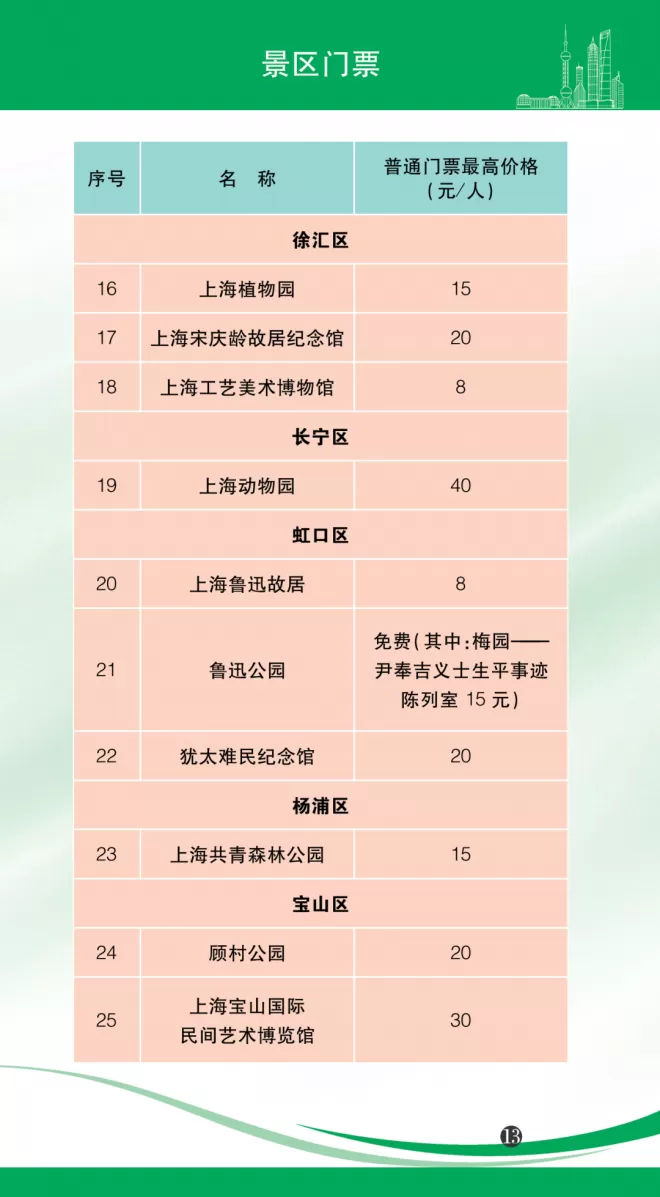 景区门票
序号 名 称 普通门票最高价格
(元/人)
徐汇区
16 上海植物园 15
17 上海宋庆龄故居纪念馆 20
18 上海工艺美术博物馆 8
长宁区
19 上海动物园 40
虹口区
20 上海鲁迅故居 8
21 鲁迅公园 免费(其中:梅园——
尹奉吉义士生平事迹
陈列室 15 元)
22 犹太难民纪念馆 20
杨浦区
23 上海共青森林公园 15
宝山区
24 顾村公园 20
25 上海宝山国际
民间艺术博览馆 30
13